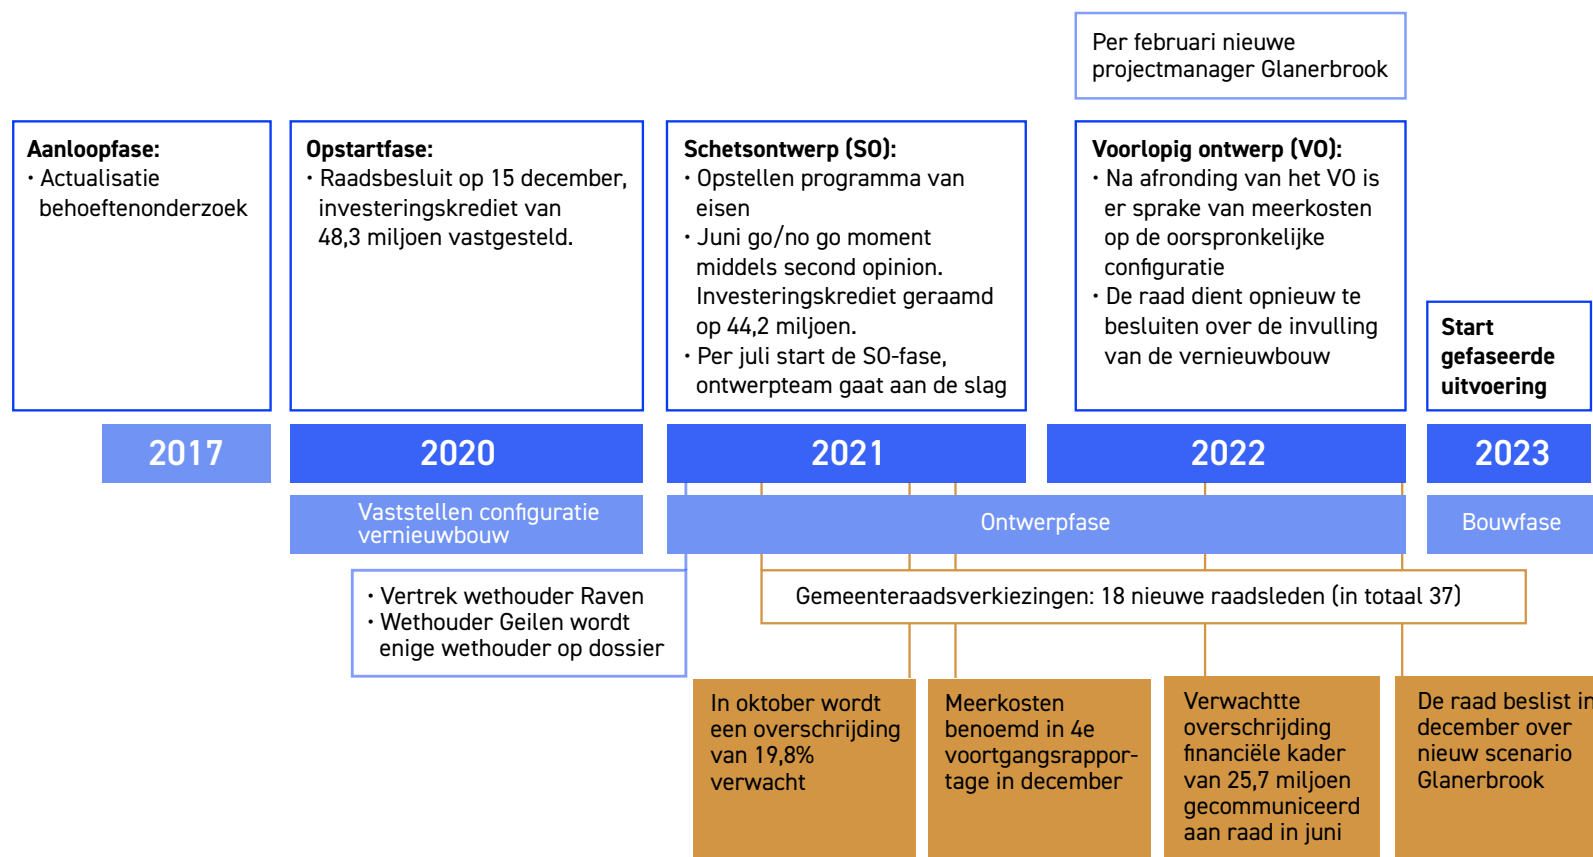 Per februari nieuwe
projectmanager Glanerbrook
Aanloopfase:
· Actualisatie
behoeftenonderzoek
Opstartfase:
· Raadsbesluit op 15 december,
investeringskrediet van
48,3 miljoen vastgesteld.
Schetsontwerp (SO):
· Opstellen programma van
eisen
· Juni go/no go moment
middels second opinion.
Investeringskrediet geraamd
op 44,2 miljoen.
· Per juli start de SO-fase,
ontwerpteam gaat aan de slag
Voorlopig ontwerp (VO):
· Na afronding van het VO is
er sprake van meerkosten
op de oorspronkelijke
configuratie
· De raad dient opnieuw te
besluiten over de invulling
van de vernieuwbouw
Start
gefaseerde
uitvoering
2017
2020
2021
2022
2023
Vaststellen configuratie
vernieuwbouw
Ontwerpfase
Bouwfase
· Vertrek wethouder Raven
· Wethouder Geilen wordt
enige wethouder op dossier
Gemeenteraadsverkiezingen: 18 nieuwe raadsleden (in totaal 37)
In oktober wordt
een overschrijding
van 19,8%
verwacht
Meerkosten
benoemd in 4e
voortgangsrappor-
tage in december
Verwachtte
overschrijding
financiële kader
van 25,7 miljoen
gecommuniceerd
aan raad in juni
De raad beslist in
december over
nieuw scenario
Glanerbrook